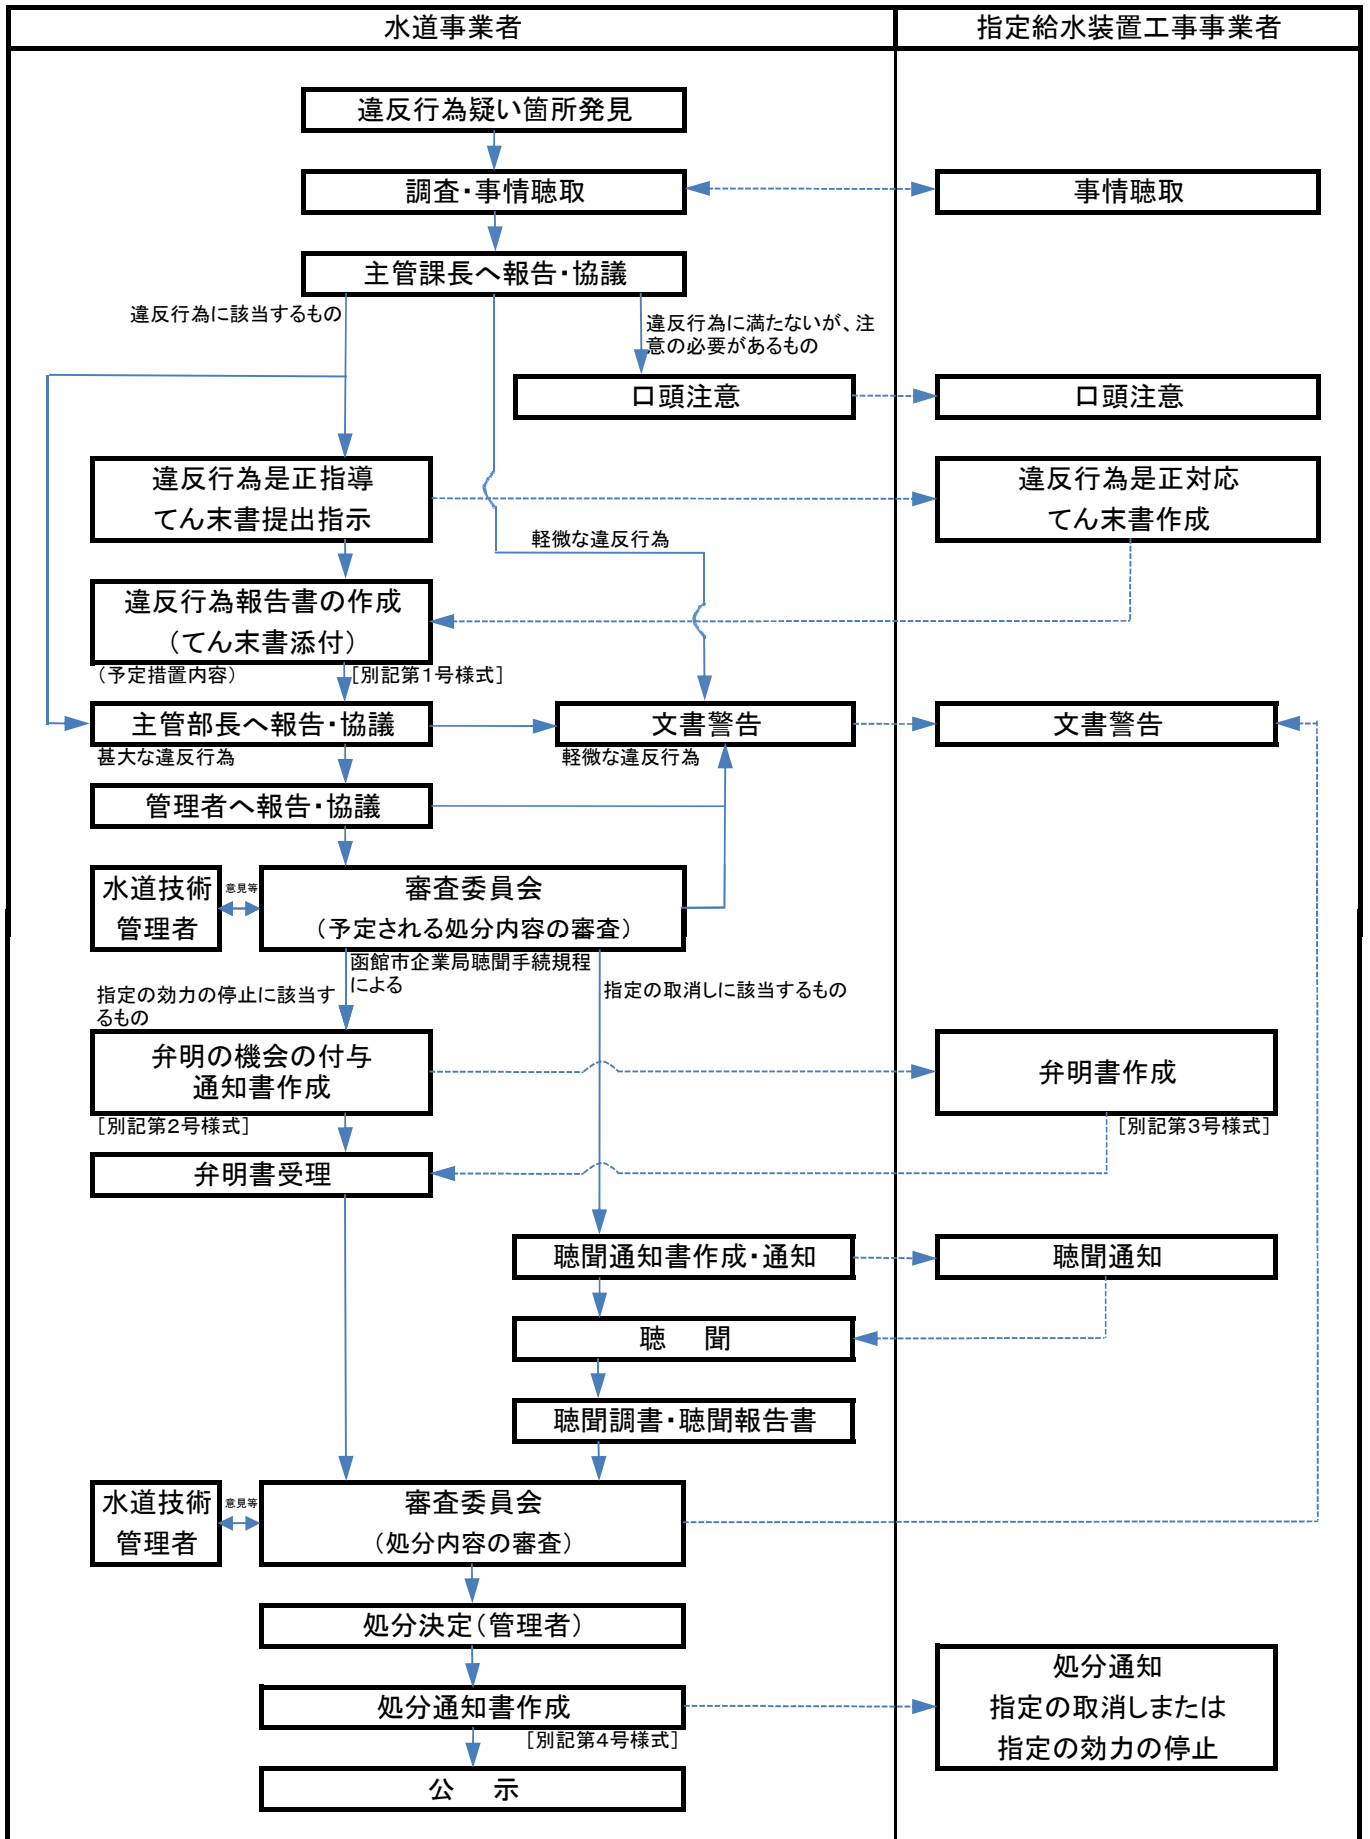 水道事業者
指定給水装置工事事業者
違反行為疑い箇所発見
調査・事情聴取
事情聴取
主管課長へ報告・協議
違反行為に該当するもの
違反行為に満たないが、注
意の必要があるもの
口頭注意
口頭注意
違反行為是正指導
てん末書提出指示
違反行為是正対応
てん末書作成
軽微な違反行為
違反行為報告書の作成
（てん末書添付）
（予定措置内容）
［別記第1号様式］
主管部長へ報告・協議
文書警告
文書警告
甚大な違反行為
軽微な違反行為
管理者へ報告・協議
水道技術
管理者
意見等
審査委員会
（予定される処分内容の審査）
函館市企業局聴聞手続規程
による
指定の効力の停止に該当す
るもの
指定の取消しに該当するもの
弁明の機会の付与
通知書作成
弁明書作成
［別記第2号様式］
［別記第3号様式］
弁明書受理
聴聞通知書作成・通知
聴聞通知
聴　聞
聴聞調書・聴聞報告書
水道技術
管理者
意見等
審査委員会
（処分内容の審査）
処分決定（管理者）
処分通知書作成
［別記第4号様式］
処分通知
指定の取消しまたは
指定の効力の停止
公　示